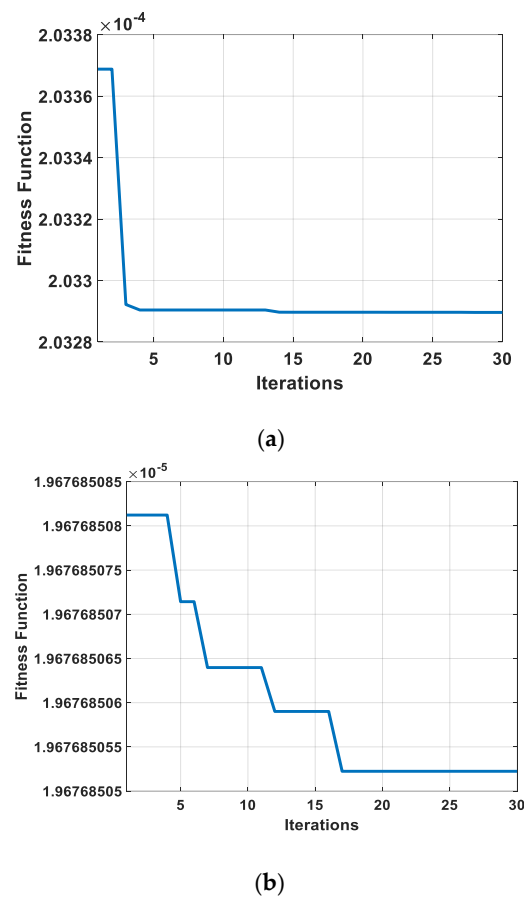 ×10-4
2.0338
2.0336
2.0334
2.0332
2.033
2.0328
Fitness Function
5 10 15 20 25 30
Iterations
(a)
×10-5
1.967685085
1.96768508
1.967685075
1.96768507
1.967685065
1.96768506
1.967685055
1.96768505
Fitness Function
5 10 15 20 25 30
Iterations
(b)